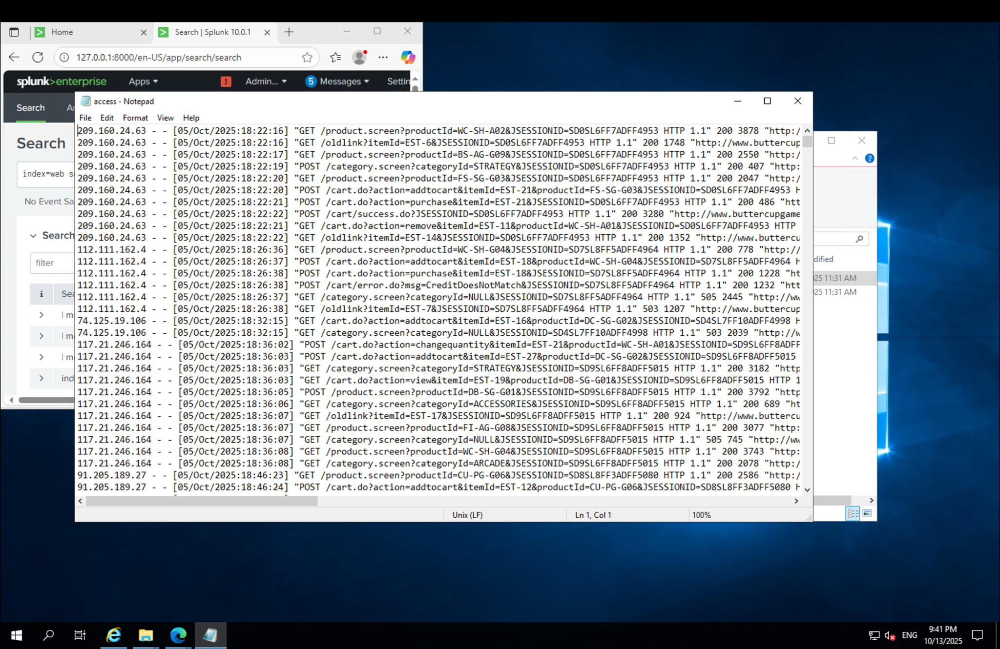 Home
Search | Splunk 10.0.1
127.0.0.1:8000/en-US/app/search/search
splunk>enterprise Apps Admin... 5 Messages Settin
Search
access - Notepad
File Edit Format View Help
Search
index=web
No Event Sa
Search
filter
i Sea
ind
209.160.24.63 - - [05/Oct/2025:18:22:16] "GET /product.screen?productId=WC-SH-A02&JSESSIONID=SD0SL6FF7ADFF4953 HTTP 1.1" 200 3878 "http:/
209.160.24.63 - - [05/Oct/2025:18:22:16] "GET /oldlink?itemId=EST-6&JSESSIONID=SD0SL6FF7ADFF4953 HTTP 1.1" 200 1748 "http://www.buttercup
209.160.24.63 - - [05/Oct/2025:18:22:17] "GET /product.screen?productId=BS-AG-G09&JSESSIONID=SD0SL6FF7ADFF4953 HTTP 1.1" 200 2550 "http:/
209.160.24.63 - - [05/Oct/2025:18:22:19] "POST /category.screen?categoryId=STRATEGY&JSESSIONID=SD0SL6FF7ADFF4953 HTTP 1.1" 200 407 "http:
209.160.24.63 - - [05/Oct/2025:18:22:20] "GET /product.screen?productId=FS-SG-G03&JSESSIONID=SD0SL6FF7ADFF4953 HTTP 1.1" 200 2047 "http:/
209.160.24.63 - - [05/Oct/2025:18:22:20] "POST /cart.do?action=addtocart&itemId=EST-21&productId=FS-SG-G03&JSESSIONID=SD0SL6FF7ADFF4953 H
209.160.24.63 - - [05/Oct/2025:18:22:21] "POST /cart.do?action=purchase&itemId=EST-21&JSESSIONID=SD0SL6FF7ADFF4953 HTTP 1.1" 200 486 "htt
209.160.24.63 - - [05/Oct/2025:18:22:22] "POST /cart/success.do?JSESSIONID=SD0SL6FF7ADFF4953 HTTP 1.1" 200 3280 "http://www.buttercupgame
209.160.24.63 - - [05/Oct/2025:18:22:21] "GET /cart.do?action=remove&itemId=EST-11&productId=WC-SH-A01&JSESSIONID=SD0SL6FF7ADFF4953 HTTP
209.160.24.63 - - [05/Oct/2025:18:22:22] "GET /oldlink?itemId=EST-14&JSESSIONID=SD0SL6FF7ADFF4953 HTTP 1.1" 200 1352 "http://www.buttercu
112.111.162.4 - - [05/Oct/2025:18:26:36] "GET /product.screen?productId=WC-SH-G04&JSESSIONID=SD7SL8FF5ADFF4964 HTTP 1.1" 200 778 "http://
112.111.162.4 - - [05/Oct/2025:18:26:37] "POST /cart.do?action=addtocart&itemId=EST-18&productId=WC-SH-G04&JSESSIONID=SD7SL8FF5ADFF4964 H
112.111.162.4 - - [05/Oct/2025:18:26:38] "POST /cart.do?action=purchase&itemId=EST-18&JSESSIONID=SD7SL8FF5ADFF4964 HTTP 1.1" 200 1228 "ht
112.111.162.4 - - [05/Oct/2025:18:26:38] "POST /cart/error.do?msg=CreditDoesNotMatch&JSESSIONID=SD7SL8FF5ADFF4964 HTTP 1.1" 200 1232 "htt
112.111.162.4 - - [05/Oct/2025:18:26:37] "GET /category.screen?categoryId=NULL&JSESSIONID=SD7SL8FF5ADFF4964 HTTP 1.1" 505 2445 "http://ww
112.111.162.4 - - [05/Oct/2025:18:26:38] "GET /oldlink?itemId=EST-7&JSESSIONID=SD7SL8FF5ADFF4964 HTTP 1.1" 503 1207 "http://www.buttercup
74.125.19.106 - - [05/Oct/2025:18:32:15] "GET /cart.do?action=addtocart&itemId=EST-16&productId=DC-SG-G02&JSESSIONID=SD4SL7FF10ADFF4998 H
74.125.19.106 - - [05/Oct/2025:18:32:15] "GET /category.screen?categoryId=NULL&JSESSIONID=SD4SL7FF10ADFF4998 HTTP 1.1" 503 2039 "http://w
117.21.246.164 - - [05/Oct/2025:18:36:02] "POST /cart.do?action=changequantity&itemId=EST-21&productId=WC-SH-A01&JSESSIONID=SD9SL6FF8ADFF
117.21.246.164 - - [05/Oct/2025:18:36:03] "POST /cart.do?action=addtocart&itemId=EST-27&productId=DC-SG-G02&JSESSIONID=SD9SL6FF8ADFF5015
117.21.246.164 - - [05/Oct/2025:18:36:03] "GET /category.screen?categoryId=STRATEGY&JSESSIONID=SD9SL6FF8ADFF5015 HTTP 1.1" 200 3182 "http
117.21.246.164 - - [05/Oct/2025:18:36:03] "GET /cart.do?action=view&itemId=EST-19&productId=DB-SG-G01&JSESSIONID=SD9SL6FF8ADFF5015 HTTP 1
117.21.246.164 - - [05/Oct/2025:18:36:05] "POST /product.screen?productId=DB-SG-G01&JSESSIONID=SD9SL6FF8ADFF5015 HTTP 1.1" 200 3792 "http
117.21.246.164 - - [05/Oct/2025:18:36:06] "GET /category.screen?categoryId=ACCESSORIES&JSESSIONID=SD9SL6FF8ADFF5015 HTTP 1.1" 200 689 "ht
117.21.246.164 - - [05/Oct/2025:18:36:07] "GET /oldlink?itemId=EST-17&JSESSIONID=SD9SL6FF8ADFF5015 HTTP 1.1" 200 924 "http://www.buttercu
117.21.246.164 - - [05/Oct/2025:18:36:07] "GET /product.screen?productId=FI-AG-G08&JSESSIONID=SD9SL6FF8ADFF5015 HTTP 1.1" 200 3077 "http:
117.21.246.164 - - [05/Oct/2025:18:36:07] "GET /category.screen?categoryId=NULL&JSESSIONID=SD9SL6FF8ADFF5015 HTTP 1.1" 505 745 "http://ww
117.21.246.164 - - [05/Oct/2025:18:36:08] "GET /product.screen?productId=WC-SH-G04&JSESSIONID=SD9SL6FF8ADFF5015 HTTP 1.1" 200 3743 "http:
117.21.246.164 - - [05/Oct/2025:18:36:08] "GET /category.screen?categoryId=ARCADE&JSESSIONID=SD9SL6FF8ADFF5015 HTTP 1.1" 200 2078 "http:/
91.205.189.27 - - [05/Oct/2025:18:46:23] "GET /product.screen?productId=CU-PG-G06&JSESSIONID=SD8SL8FF3ADFF5080 HTTP 1.1" 200 2586 "http:/
91.205.189.27 - - [05/Oct/2025:18:46:24] "POST /cart.do?action=addtocart&itemId=EST-12&productId=CU-PG-G06&JSESSIONID=SD8SL8FF3ADFF5080 H
Unix (LF) Ln 1, Col 1 100%
dified
25 11:31 AM
25 11:31 AM
ENG
9:41 PM
10/13/2025